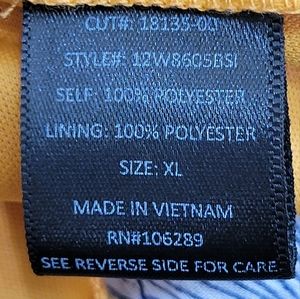 CUT#: 18135-00
STYLE#: 12W8605BSI
SELF: 100% POLYESTER
LINING: 100% POLYESTER
SIZE: XL
MADE IN VIETNAM
RN#106289
SEE REVERSE SIDE FOR CARE